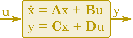 u
ẋ = Ax + Bu
y = Cx + Du
y